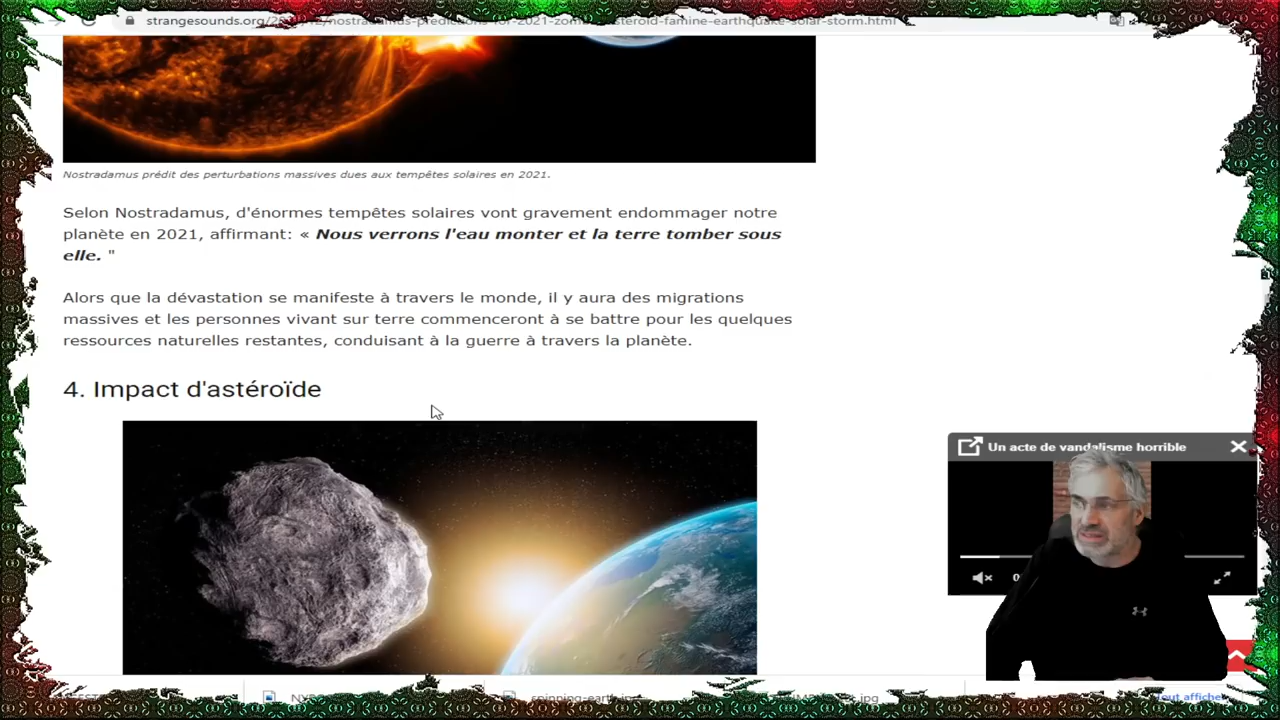 strangesounds.org/
Nostradamus prédit des perturbations massives dues aux tempêtes solaires en 2021.
Selon Nostradamus, d'énormes tempêtes solaires vont gravement endommager notre
planète en 2021, affirmant: « Nous verrons l'eau monter et la terre tomber sous
elle. "
Alors que la dévastation se manifeste à travers le monde, il y aura des migrations
massives et les personnes vivant sur terre commenceront à se battre pour les quelques
ressources naturelles restantes, conduisant à la guerre à travers la planète.
4. Impact d'astéroïde
Un acte de vandalisme horrible